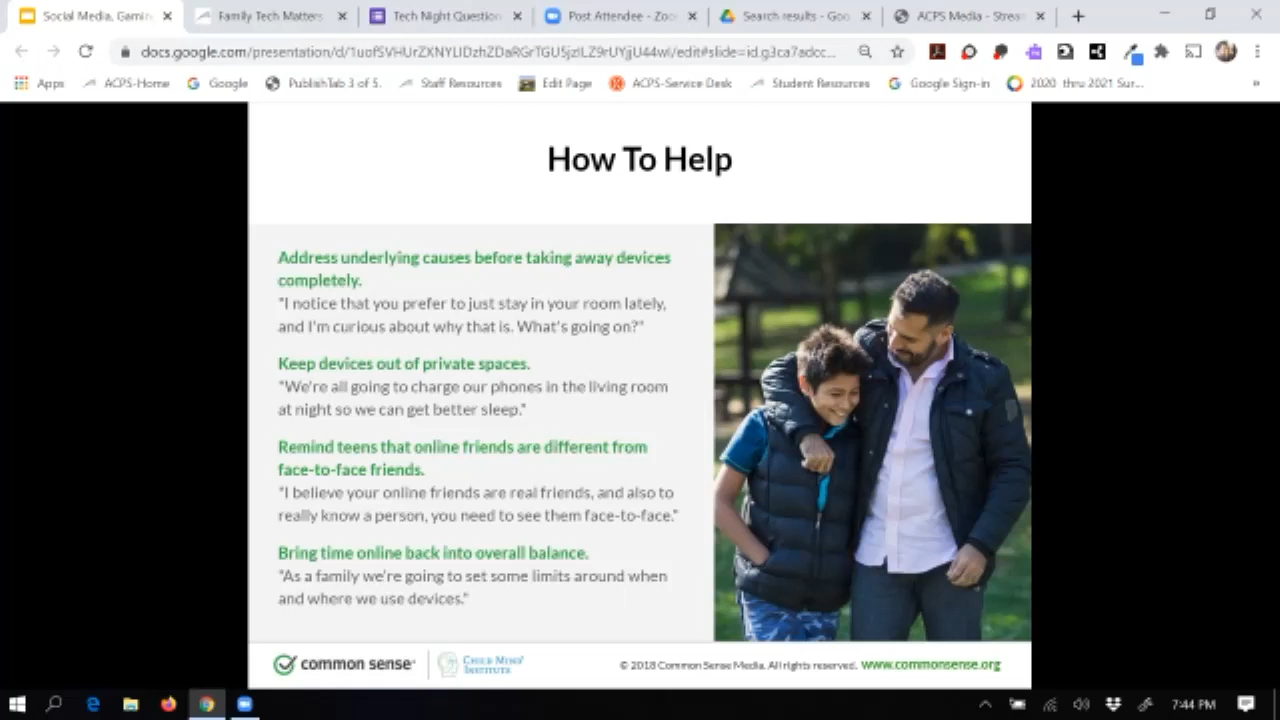 Social Media, Gamin
Family Tech Matters
Tech Night Question
Post Attendee - Zoo
Search results - Goo
ACPS Media - Strea
docs.google.com/presentation/d/
Apps
ACPS-Home
Google
PublishTab 3 of 5.
Staff Resources
Edit Page
ACPS-Service Desk
Student Resources
Google Sign-in
2020 thru 2021 Sur...
How To Help
Address underlying causes before taking away devices
completely.
"I notice that you prefer to just stay in your room lately,
and I'm curious about why that is. What's going on?"
Keep devices out of private spaces.
"We're all going to charge our phones in the living room
at night so we can get better sleep."
Remind teens that online friends are different from
face-to-face friends.
"I believe your online friends are real friends, and also to
really know a person, you need to see them face-to-face."
Bring time online back into overall balance.
"As a family we're going to set some limits around when
and where we use devices."
common sense
CHILD MIND
INSTITUTE
© 2018 Common Sense Media. All rights reserved. www.commonsense.org
7:44 PM